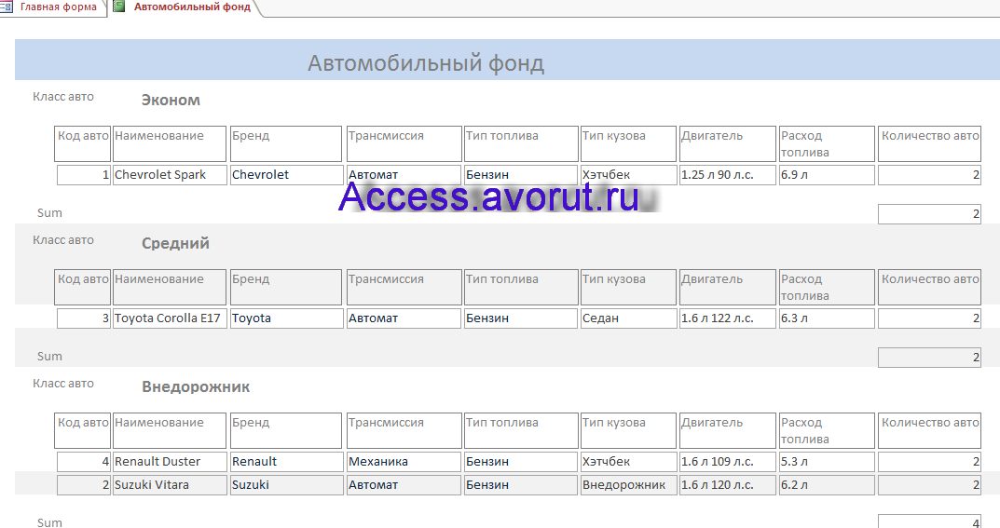 Главная форма Автомобильный фонд
Автомобильный фонд
Класс авто Эконом
Код авто Наименование Бренд Трансмиссия Тип топлива Тип кузова Двигатель Расход топлива Количество авто
1 Chevrolet Spark Chevrolet Автомат Бензин Хэтчбек 1.25 л 90 л.с. 6.9 л 2
Access.avorut.ru
Sum 2
Класс авто Средний
Код авто Наименование Бренд Трансмиссия Тип топлива Тип кузова Двигатель Расход топлива Количество авто
3 Toyota Corolla E17 Toyota Автомат Бензин Седан 1.6 л 122 л.с. 6.3 л 2
Sum 2
Класс авто Внедорожник
Код авто Наименование Бренд Трансмиссия Тип топлива Тип кузова Двигатель Расход топлива Количество авто
4 Renault Duster Renault Механика Бензин Хэтчбек 1.6 л 109 л.с. 5.3 л 2
2 Suzuki Vitara Suzuki Автомат Бензин Внедорожник 1.6 л 120 л.с. 6.2 л 2
Sum 4